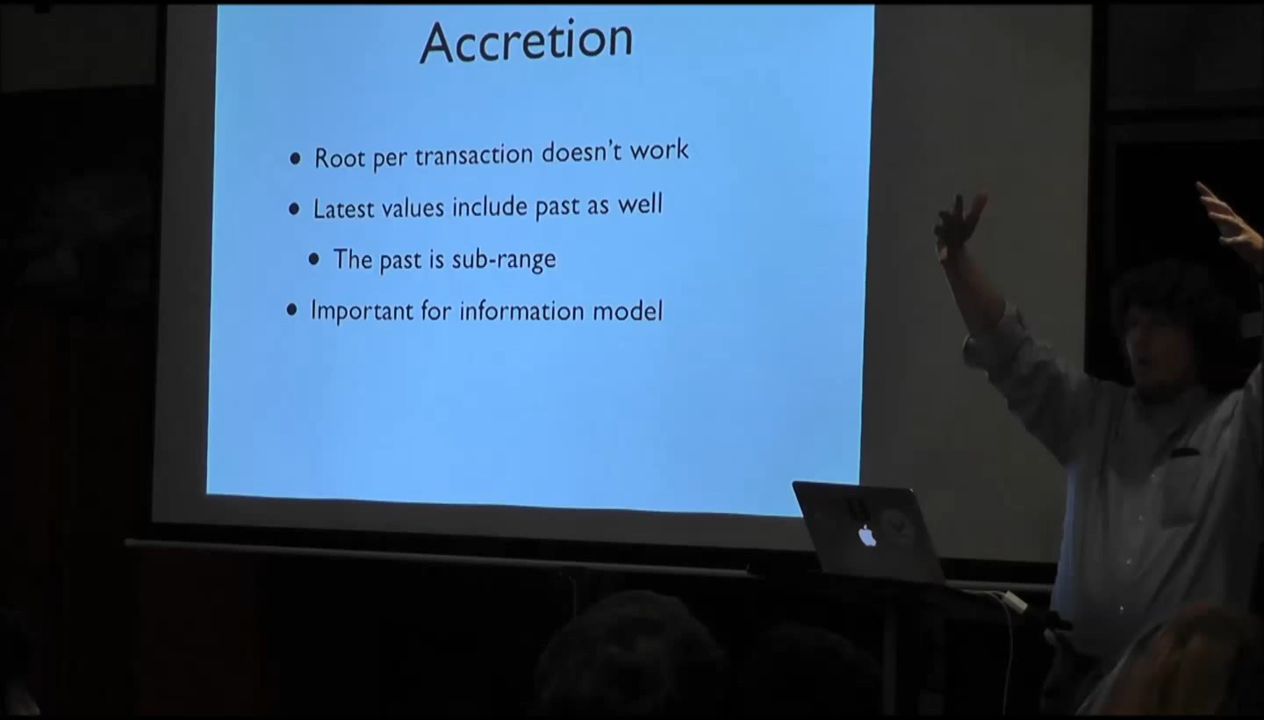 Accretion
• Root per transaction doesn't work
• Latest values include past as well
• The past is sub-range
• Important for information model